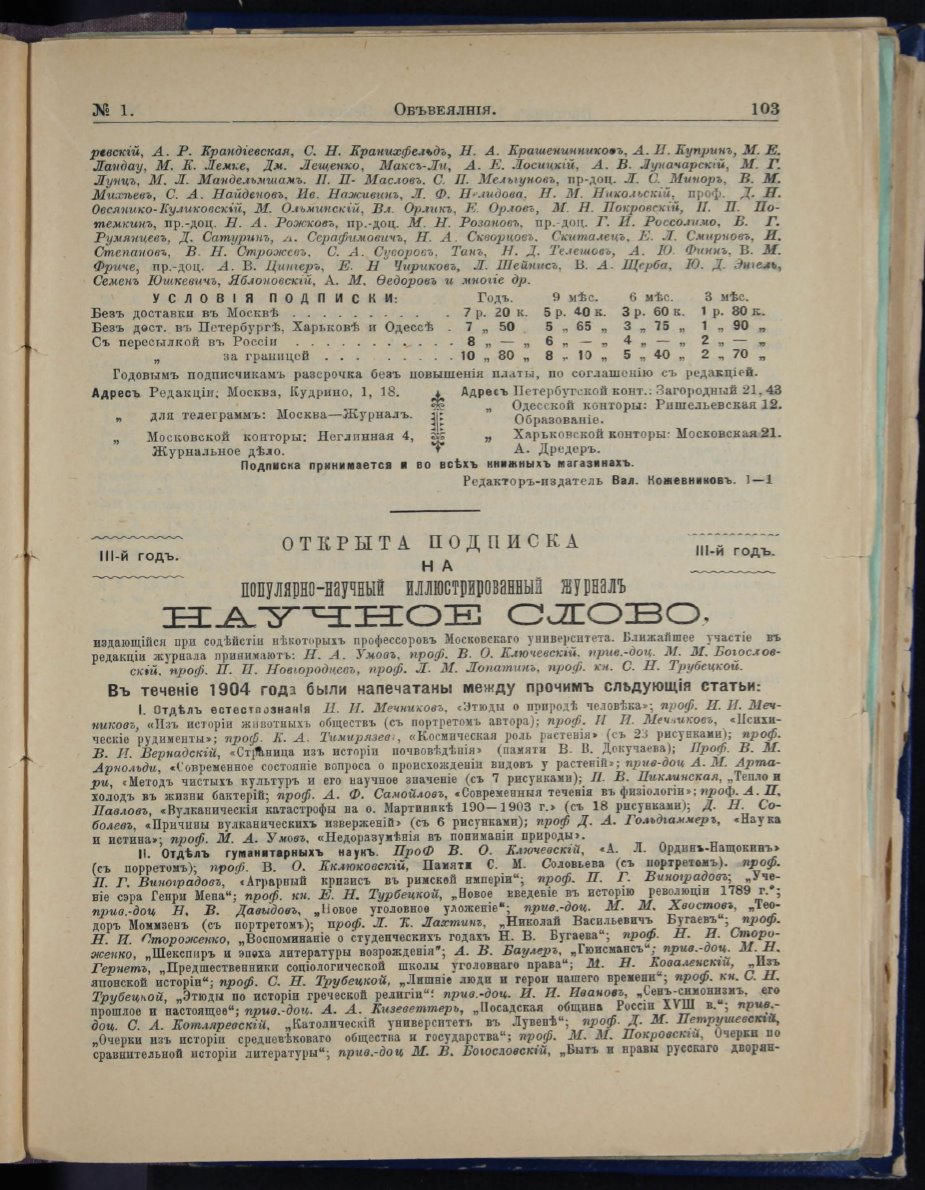 № 1. Объвеялнія. 103
ревскій, А. Р. Крандіевская, С. Н. Кранихфельдъ, Н. А. Крашенинниковъ, А. И. Купринъ, М. Е.
Ландау, М. К. Лемке, Дм. Лещенко, Максъ-Ли, А. Е. Лосицкій, А. В. Луначарскій, М. Г.
Лунцъ, М. Л. Мандельмшамъ. П. П- Масловъ. С. П. Мельгуновъ, пр-доц. Л. С. Миноръ, В. М.
Михѣевъ, С. А. Найденовъ, Ив. Наживинъ, Л. Ф. Нелидова, Н. М. Никольскій, проф. Д. Н.
Овсянико-Куликовскій, М. Ольминскій, Вл. Орликъ, Е. Орловъ, М. Н. Покровскій, П. П. По-
темкинъ, пр.-доц. Н. А. Рожковъ, пр.-доц. М. Н. Розановъ, пр.-доц. Г. И. Россолимо, В. Г.
Румянцевъ, Д. Сатуринъ, А. Серафимовичъ, Н. А. Скворцовъ, Скиталецъ, Е. Л. Смирновъ, И.
Степановъ, В. Н. Строжевъ, С. А. Суворовъ, Танъ, Н. Д. Телешовъ, А. Ю. Финнъ, В. М.
Фриче, пр.-доц. А. В. Цингеръ, Е. Н Чириковъ, Л. Шейнисъ, В. А. Щерба, Ю. Д. Энгель,
Семенъ Юшкевичъ, Яблоновскій, А. М. Ѳедоровъ и многіе др.
УСЛОВІЯ ПОДПИСКИ: Годъ. 9 мѣс. 6 мѣс. 3 мѣс.
Безъ доставки въ Москвѣ . . . . . . . . . . 7 р. 20 к. 5 р. 40 к. 3 р. 60 к. 1 р. 80 к.
Безъ дост. въ Петербургѣ, Харьковѣ и Одессѣ . 7 „ 50 5 „ 65 „ 3 „ 75 „ 1 „ 90 „
Съ пересылкой въ Россіи . . . . . . . . . . 8 „ — „ 6 „ — „ 4 „ — „ 2 „ — „
„ за границей . . . . . . . . 10 „ 80 „ 8 „ 10 „ 5 „ 40 „ 2 „ 70 „
Годовымъ подписчикамъ разсрочка безъ повышенія платы, по соглашенію съ редакціей.
Адресъ Редакціи: Москва, Кудрино, 1, 18.
„ для телеграммъ: Москва—Журналъ.
„ Московской конторы: Неглинная 4,
Журнальное дѣло.
Адресъ Петербугской конт.: Загородный 21, 43
„ Одесской конторы: Ришельевская 12.
Образованіе.
„ Харьковской конторы: Московская 21.
А. Дредеръ.
Подписка принимается и во всѣхъ книжныхъ магазинахъ.
Редакторъ-издатель Вал. Кожевниковъ. 1—1
III-й годъ.
ОТКРЫТА ПОДПИСКА
III-й годъ.
НА
ПОПУЛЯРНО-НАУЧНЫЙ ИЛЛЮСТРИРОВАННЫЙ ЖУРНАЛЪ
НАУЧНОЕ СЛОВО,
издающійся при содѣйстіи нѣкоторыхъ профессоровъ Московскаго университета. Ближайшее участіе въ
редакціи журнала принимаютъ: Н. А. Умовъ, проф. В. О. Ключевскій, прив.-доц. М. М. Богослов-
скій, проф. П. И. Новгородцевъ, проф. Л. М. Лопатинъ, проф. кн. С. Н. Трубецкой.
Въ теченіе 1904 года были напечатаны между прочимъ слѣдующія статьи:
I. Отдѣлъ естествознанія И. И. Мечниковъ, «Этюды о природѣ человѣка»; проф. И. И. Меч-
никовъ, «Изъ исторіи животныхъ обществъ (съ портретомъ автора); проф. И И. Мечниковъ, «Психи-
ческіе рудименты»; проф. К. А. Тимирязевъ, «Космическая роль растенія» (съ 23 рисунками); проф.
В. И. Вернадскій, «Страница изъ исторіи почвовѣдѣнія» (памяти В. В. Докучаева); Проф. В. М.
Арнольди, «Современное состояніе вопроса о происхожденіи видовъ у растеній»; прив-доц А. М. Арта-
ри, «Методъ чистыхъ культуръ и его научное значеніе (съ 7 рисунками); П. В. Циклинская, „Тепло и
холодъ въ жизни бактерій; проф. А. Ф. Самойловъ, «Современныя теченія въ физіологіи»; проф. А. П.
Павловъ, «Вулканическія катастрофы на о. Мартиникѣ 190—1903 г.» (съ 18 рисунками); Д. Н. Со-
болевъ, «Причины вулканическихъ изверженій» (съ 6 рисунками); проф Д. А. Гольдгаммеръ, «Наука
и истина»; проф. М. А. Умовъ, «Недоразумѣнія въ пониманіи природы».
II. Отдѣлъ гуманитарныхъ наукъ. ПроФ В. О. Ключевскій, «А. Л. Ординъ-Нащокинъ»
(съ порретомъ); проф. В. О. Кклюковскій, Памяти С. М. Соловьева (съ портретомъ). проф.
П. Г. Виноградовъ, «Аграрный кризисъ въ римской имперіи“; проф. П. Г. Виноградовъ; „Уче-
ніе сэра Генри Мена“; проф. кн. Е. Н. Турбецкой, „Новое введеніе въ исторію революціи 1789 г.“;
прив.-доц Н. В. Давыдовъ, „Новое уголовное уложеніе“; прив.-доц. М. М. Хвостовъ, „Тео-
доръ Моммзенъ (съ портретомъ); проф. Л. К. Лахтинъ, „Николай Васильевичъ Бугаевъ“; проф.
Н. И. Стороженко, „Воспоминаніе о студенческихъ годахъ Н. В. Бугаева“; проф. Н. И. Сторо-
женко, „Шекспиръ и эпоха литературы возрожденія“; А. В. Баулеръ, „Гюисмансъ“; прив.-доц. М. Н.
Гернетъ, „Предшественники соціологической школы уголовнаго права“; М. Н. Коваленскій, „Изъ
японской исторіи“; проф. С. Н. Трубецкой, „Лишніе люди и герои нашего времени“; проф. кн. С. Н.
Трубецкой, „Этюды по исторіи греческой религіи“; прив.-доц. И. И. Ивановъ, „Сенъ-симонизмъ, его
прошлое и настоящее“; прив.-доц. А. А. Кизеветтеръ, „Посадская община Россіи XVIII в.“; прив.-
доц. С. А. Котляревскій, „Католическій университетъ въ Лувенѣ“; проф. Д. М. Петрушевскій,
„Очерки изъ исторіи средневѣковаго общества и государства“; проф. М. М. Покровскій, Очерки по
сравнительной исторіи литературы“; прив.-доц М. В. Богословскій, „Бытъ и нравы русскаго дворян-